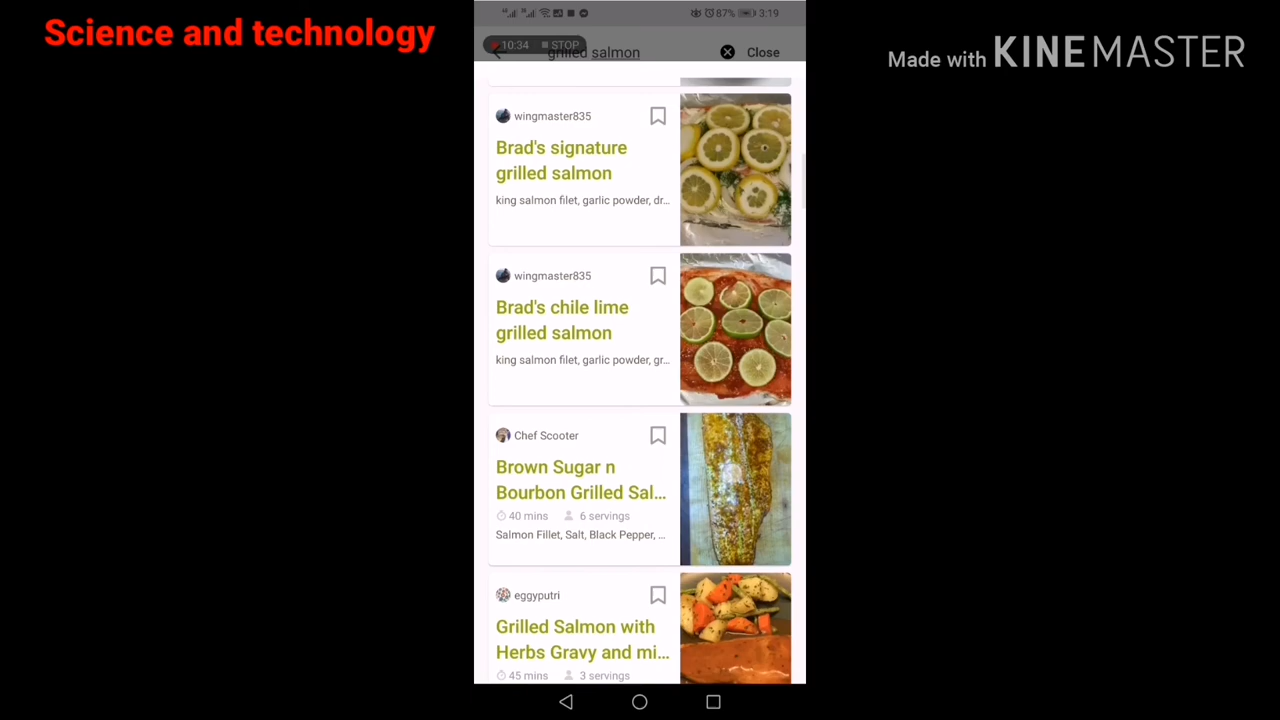 Science and technology
Made with KINEMASTER
87% 3:19
10:34 STOP
grilled salmon
Close
wingmaster835
Brad's signature
grilled salmon
king salmon filet, garlic powder, dr...
wingmaster835
Brad's chile lime
grilled salmon
king salmon filet, garlic powder, gr...
Chef Scooter
Brown Sugar n
Bourbon Grilled Sal...
40 mins 6 servings
Salmon Fillet, Salt, Black Pepper, ...
eggyputri
Grilled Salmon with
Herbs Gravy and mi...
45 mins 3 servings